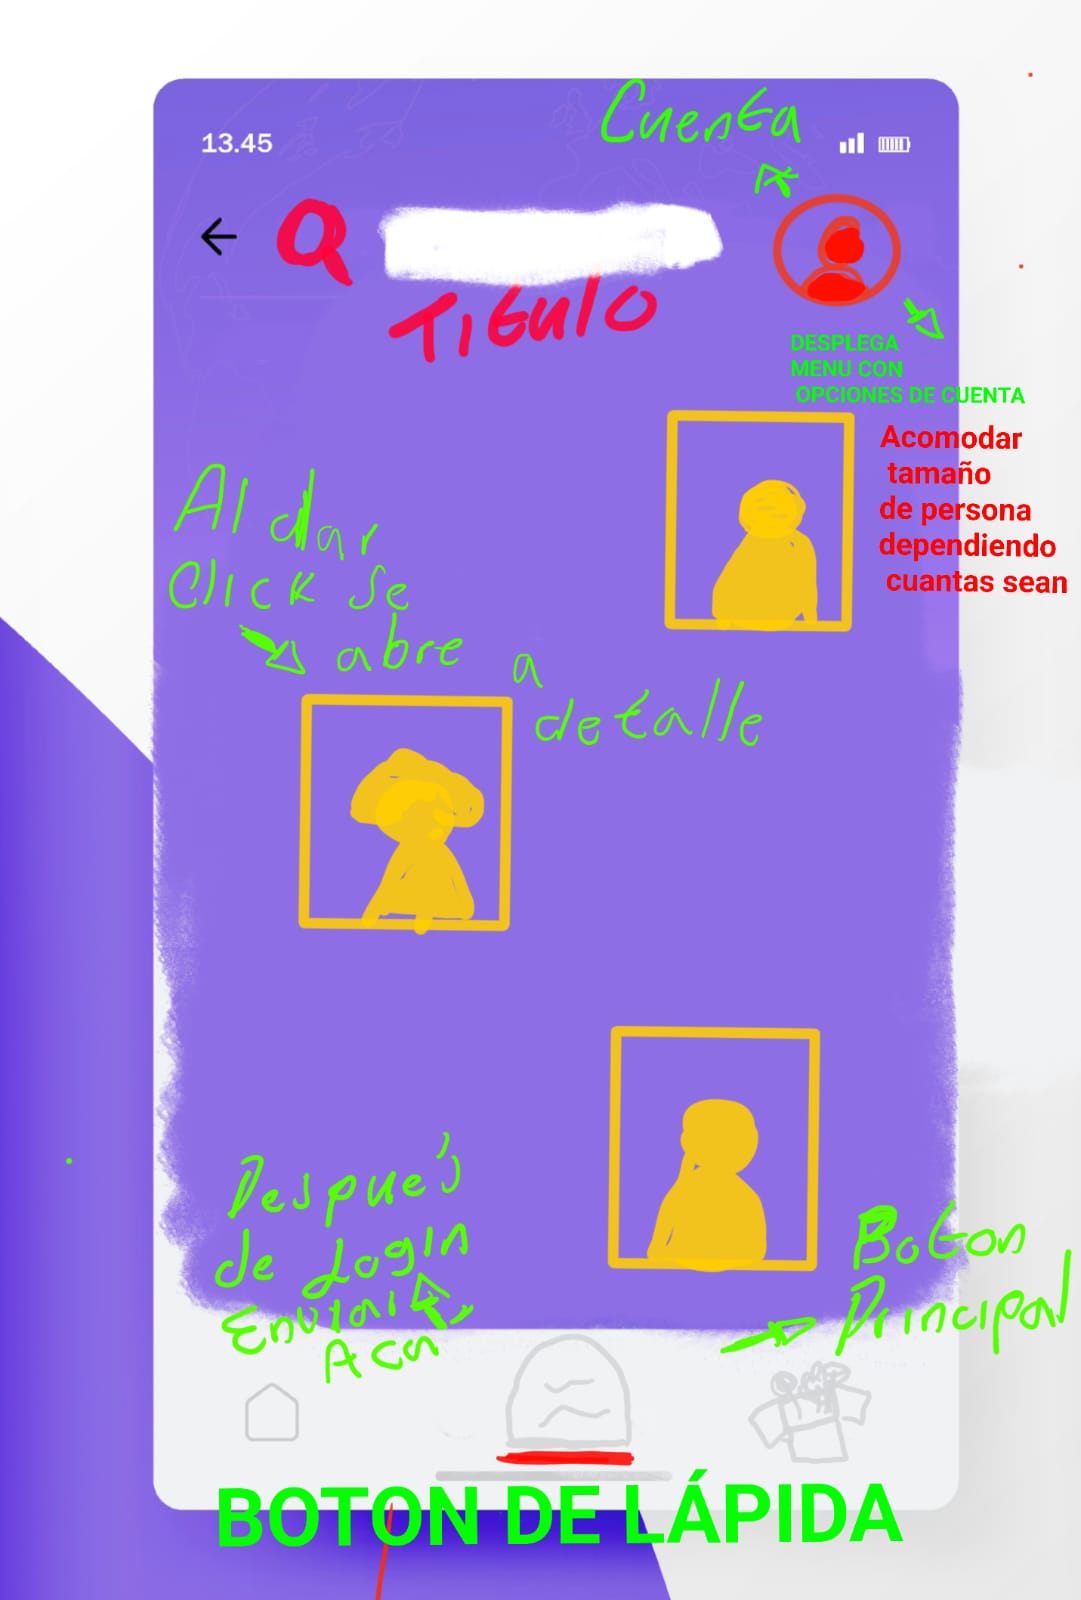 Cuenta
13.45
Titulo
DESPLEGA
MENU CON
OPCIONES DE CUENTA
Acomodar
tamaño
de persona
dependiendo
cuantas sean
Al dar
Click Se
abre a
detalle
Despues
de Login
Enviar
Aca
Boton
Principal
BOTON DE LÁPIDA